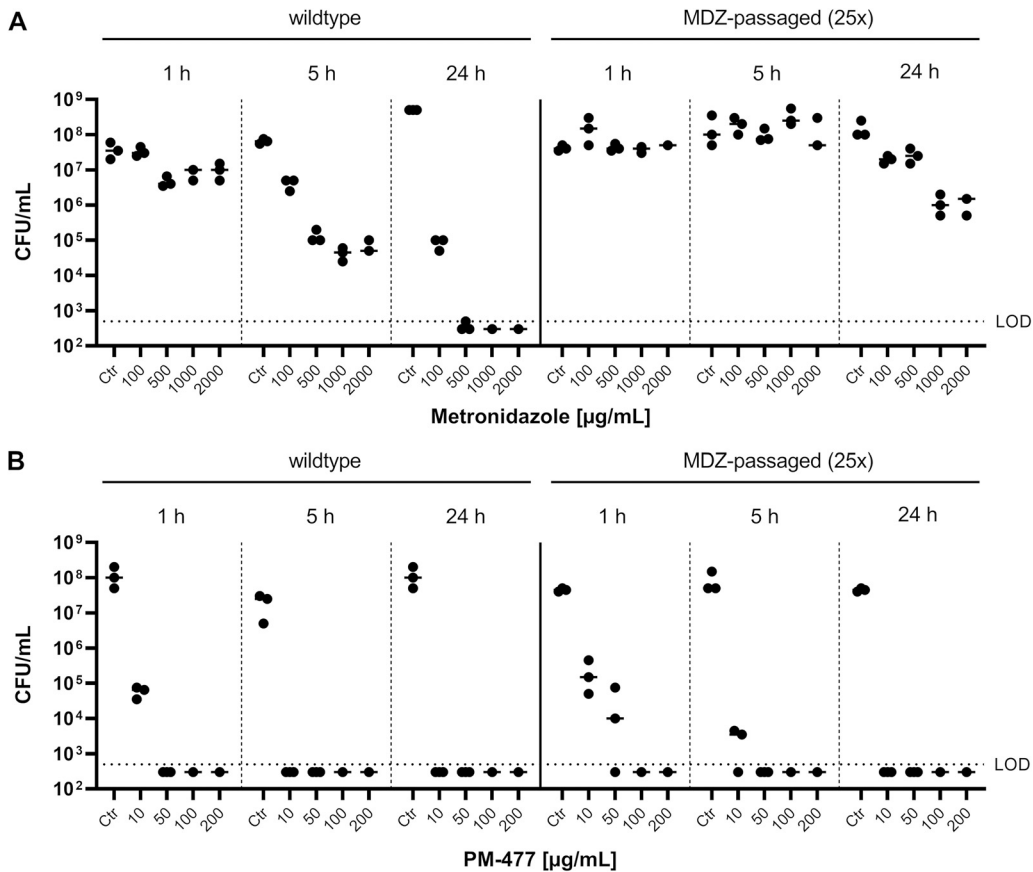 A
wildtype
MDZ-passaged (25x)
1 h
5 h
24 h
1 h
5 h
24 h
CFU/mL
10⁹
10⁸
10⁷
10⁶
10⁵
10⁴
10³
10²
LOD
Ctr 100 500 1000 2000 Ctr 100 500 1000 2000 Ctr 100 500 1000 2000 Ctr 100 500 1000 2000 Ctr 100 500 1000 2000 Ctr 100 500 1000 2000
Metronidazole [µg/mL]
B
wildtype
MDZ-passaged (25x)
1 h
5 h
24 h
1 h
5 h
24 h
CFU/mL
10⁹
10⁸
10⁷
10⁶
10⁵
10⁴
10³
10²
LOD
Ctr 10 50 100 200 Ctr 10 50 100 200 Ctr 10 50 100 200 Ctr 10 50 100 200 Ctr 10 50 100 200 Ctr 10 50 100 200
PM-477 [µg/mL]